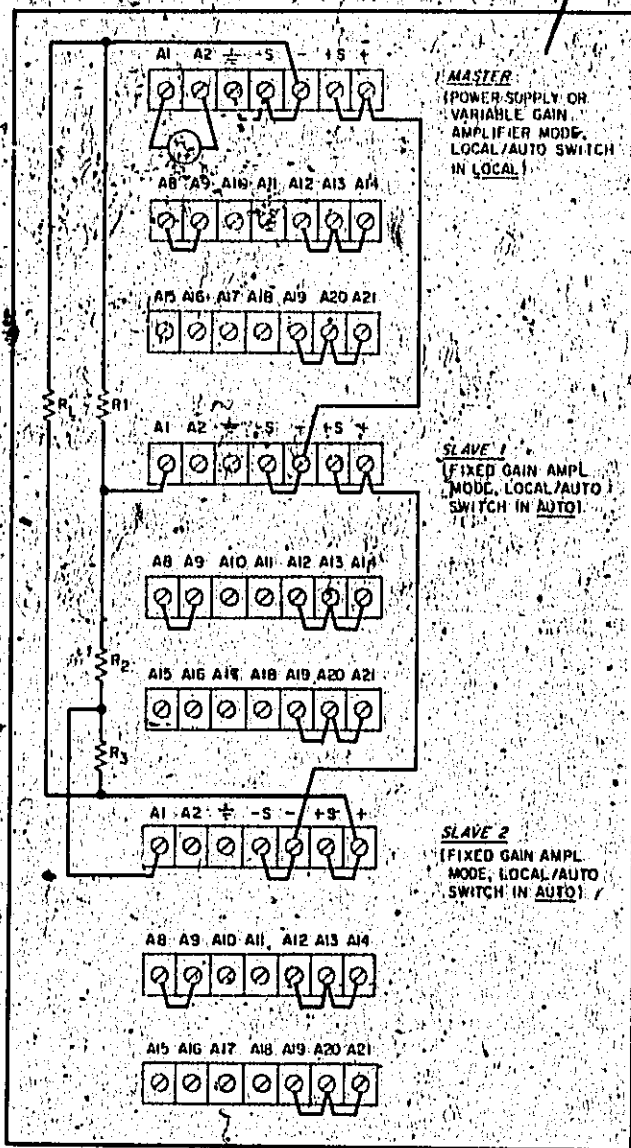 A1 A2 ⏚ -S - +S +
MASTER
(POWER SUPPLY OR
VARIABLE GAIN
AMPLIFIER MODE,
LOCAL/AUTO SWITCH
IN LOCAL)
A8 A9 A10 A11 A12 A13 A14
A15 A16 A17 A18 A19 A20 A21
RL R1
A1 A2 ⏚ -S - +S +
SLAVE 1
(FIXED GAIN AMPL.
MODE, LOCAL/AUTO
SWITCH IN AUTO)
A8 A9 A10 A11 A12 A13 A14
R2
A15 A16 A17 A18 A19 A20 A21
R3
A1 A2 ⏚ -S - +S +
SLAVE 2
(FIXED GAIN AMPL.
MODE, LOCAL/AUTO
SWITCH IN AUTO)
A8 A9 A10 A11 A12 A13 A14
A15 A16 A17 A18 A19 A20 A21